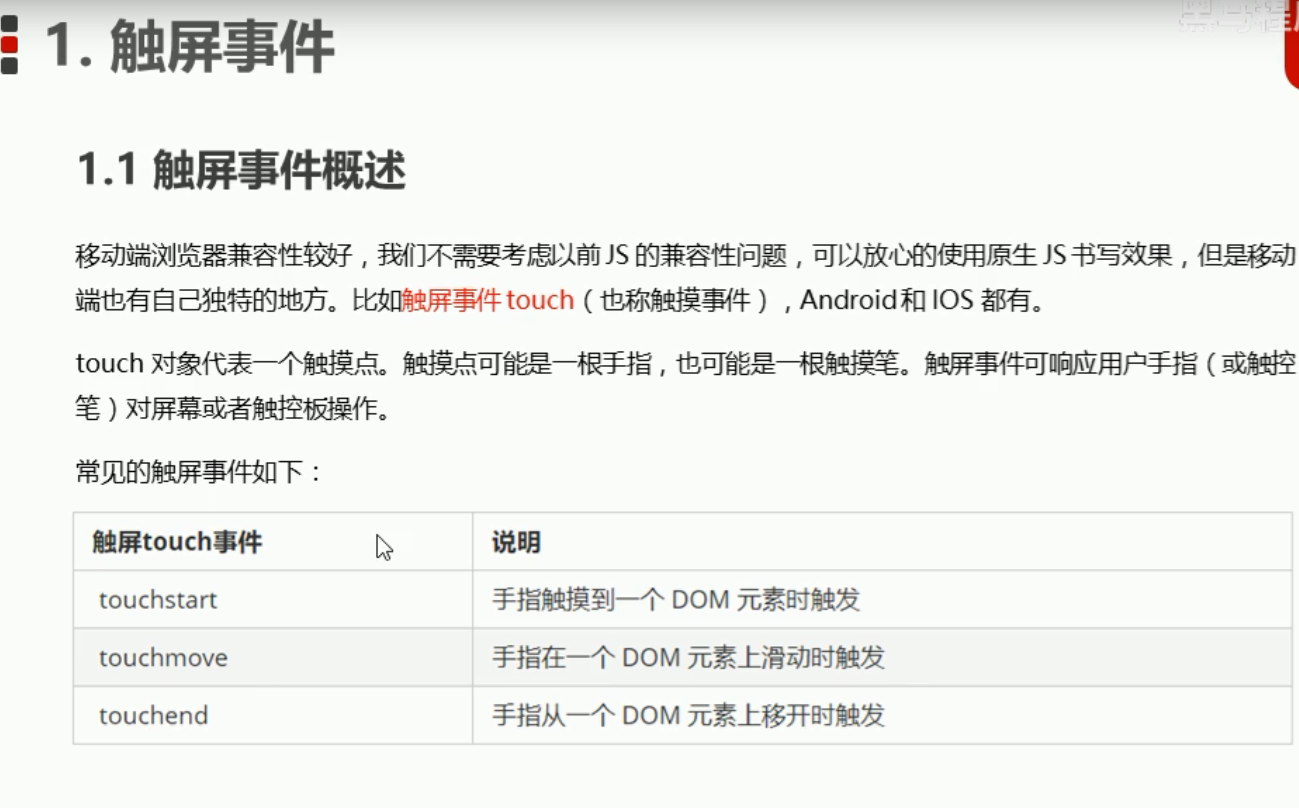 1. 触屏事件
1.1 触屏事件概述
移动端浏览器兼容性较好，我们不需要考虑以前 JS 的兼容性问题，可以放心的使用原生 JS 书写效果，但是移动
端也有自己独特的地方。比如触屏事件 touch（也称触摸事件），Android 和 IOS 都有。
touch 对象代表一个触摸点。触摸点可能是一根手指，也可能是一根触摸笔。触屏事件可响应用户手指（或触控
笔）对屏幕或者触控板操作。
常见的触屏事件如下：
触屏touch事件 说明
touchstart 手指触摸到一个 DOM 元素时触发
touchmove 手指在一个 DOM 元素上滑动时触发
touchend 手指从一个 DOM 元素上移开时触发